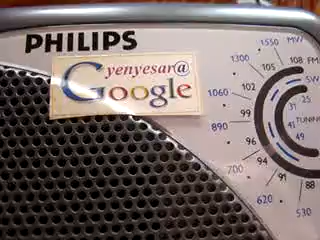 PHILIPS
yenyesar@
Google
1550 MW
1300 105 108 FM
1060 102 SW
25
31
990 99 TUNING
41
890 96 49
700 94
91 88
620 530